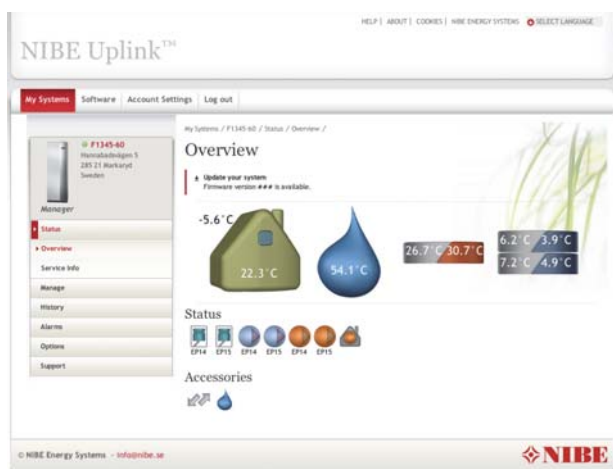 HELP | ABOUT | COOKIES | NIBE ENERGY SYSTEMS SELECT LANGUAGE
NIBE Uplink™
My Systems Software Account Settings Log out
My Systems / F1345-60 / Status / Overview /
F1345-60
Hannabadsvägen 5
285 21 Markaryd
Sweden
Manager
Status
Overview
Service info
Manage
History
Alarms
Options
Support
Overview
Update your system
Firmware version ### is available.
-5.6°C
22.3°C
54.1°C
26.7°C 30.7°C
6.2°C 3.9°C
7.2°C 4.9°C
Status
EP14 EP15 EP14 EP15 EP14 EP15
Accessories
© NIBE Energy Systems - info@nibe.se
NIBE